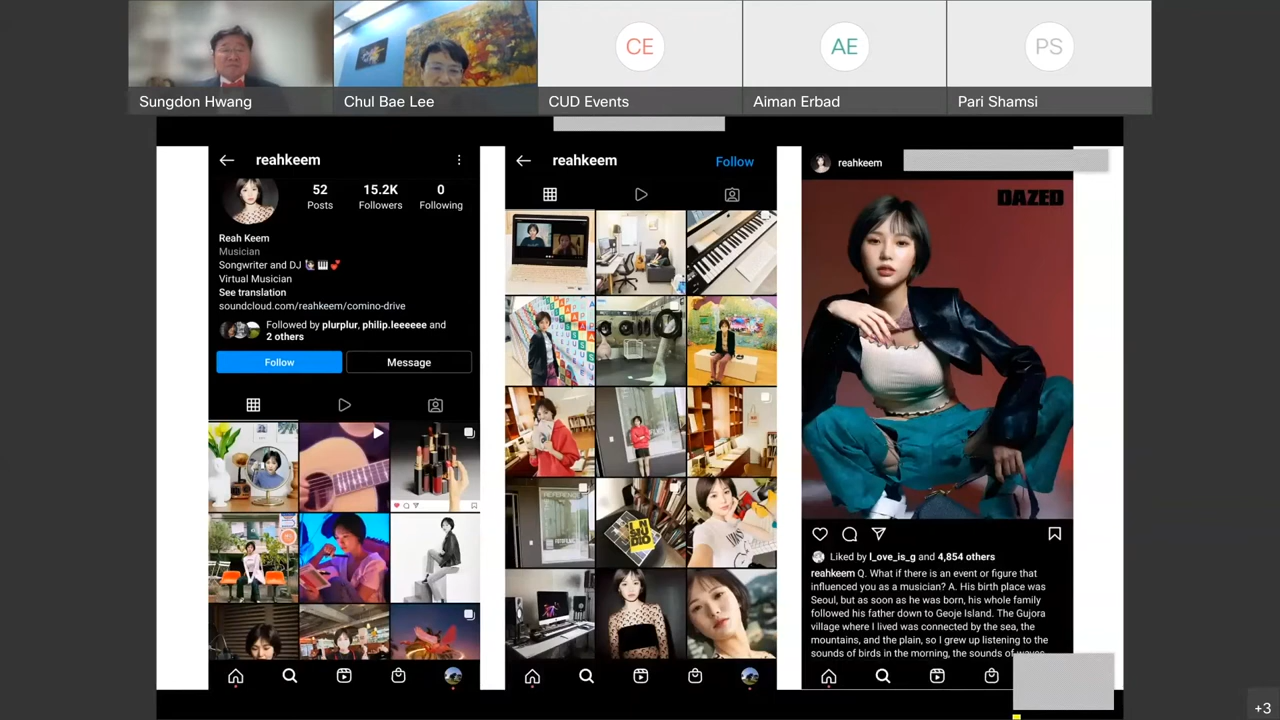 CE
AE
PS
Sungdon Hwang
Chul Bae Lee
CUD Events
Aiman Erbad
Pari Shamsi
reahkeem
52
15.2K
0
Posts
Followers
Following
Reah Keem
Musician
Songwriter and DJ
Virtual Musician
See translation
soundcloud.com/reahkeem/comino-drive
Followed by plurplur, philip.leeeeee and
2 others
Follow
Message
reahkeem
Follow
REFERENCE
reahkeem
DAZED
Liked by l_ove_is_g and 4,854 others
reahkeem Q. What if there is an event or figure that
influenced you as a musician? A. His birth place was
Seoul, but as soon as he was born, his whole family
followed his father down to Geoje Island. The Gujora
village where I lived was connected by the sea, the
mountains, and the plain, so I grew up listening to the
sounds of birds in the morning, the sounds of waves
+3